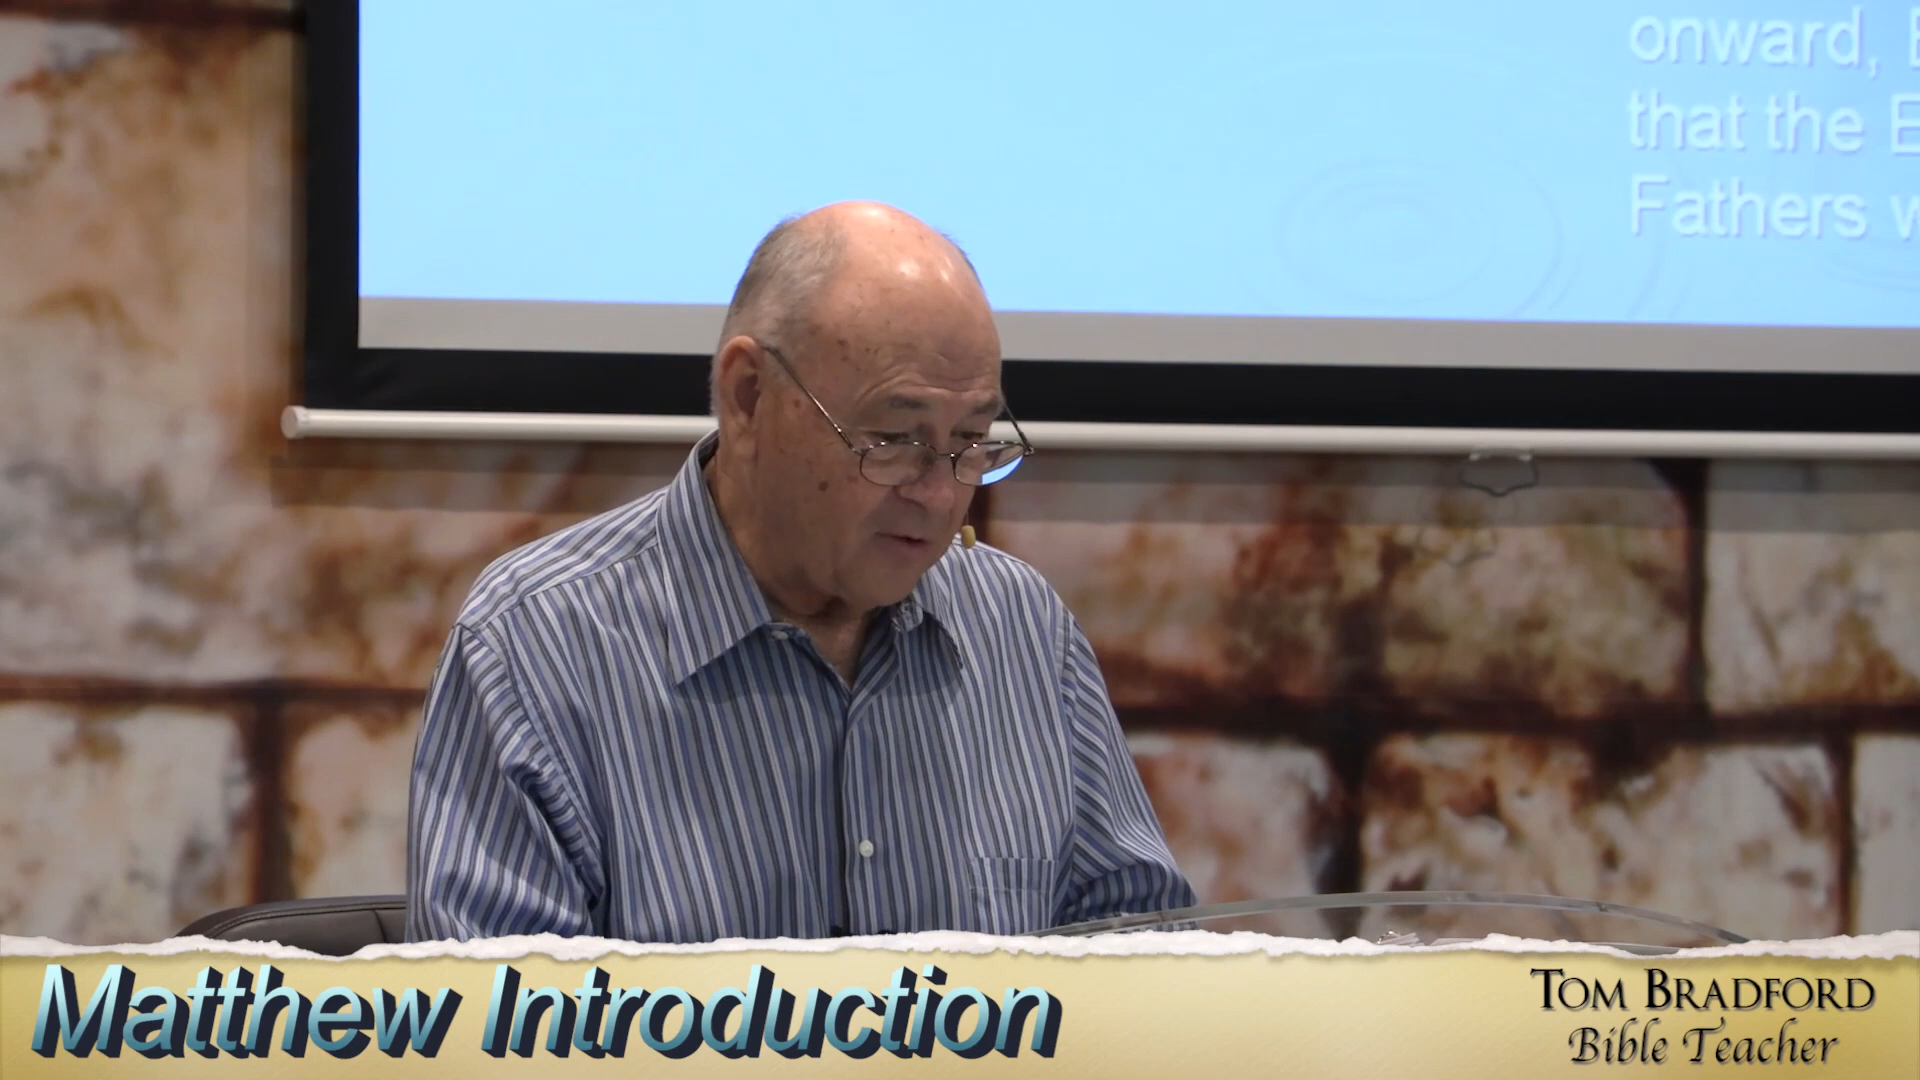 onward,
that the
Fathers
Matthew Introduction
TOM BRADFORD
Bible Teacher